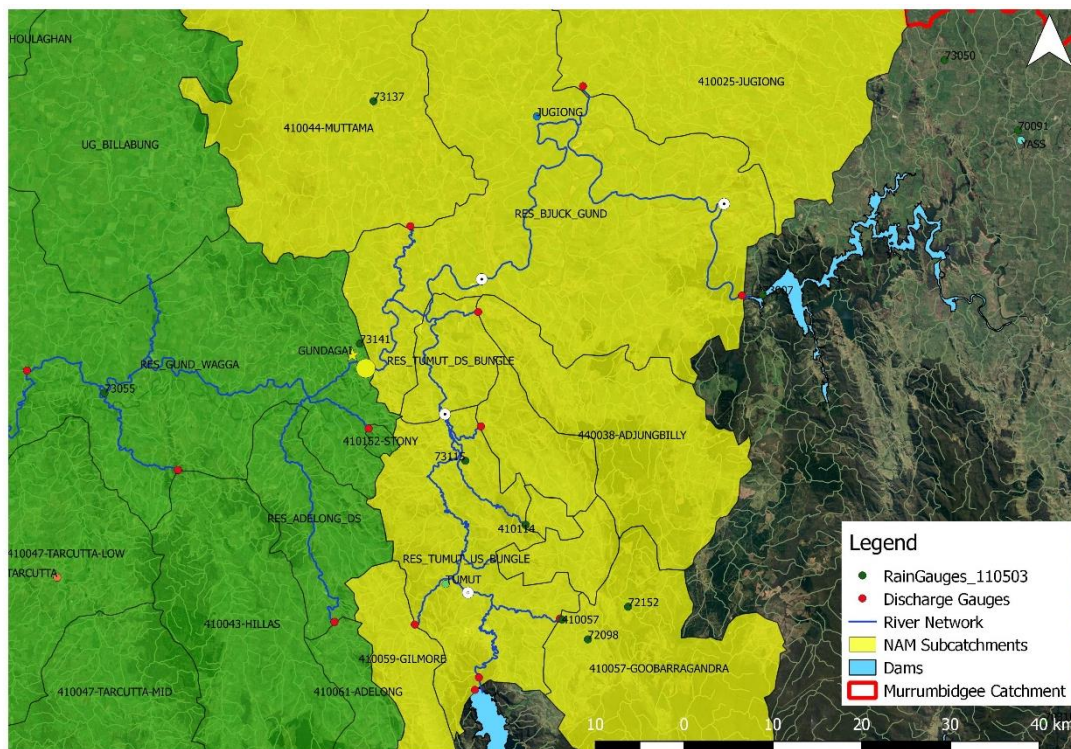 HOULAGHAN
73050
410025-JUGIONG
73137
JUGIONG
70091
410044-MUTTAMA
YASS
UG_BILLABUNG
RES_BJUCK_GUND
73141
GUNDAGAI
RES_TUMUT_DS_BUNGLE
RES_GUND_WAGGA
73055
410152-STONY
440038-ADJUNGBILLY
73115
RES_ADELONG_DS
410114
410047-TARCUTTA-LOW
RES_TUMUT_US_BUNGLE
TARCUTTA
TUMUT
72152
410043-HILLAS
410057
72098
410059-GILMORE
410057-GOOBARRAGANDRA
410047-TARCUTTA-MID
410061-ADELONG
Legend
RainGauges_110503
Discharge Gauges
River Network
NAM Subcatchments
Dams
Murrumbidgee Catchment
10 0 10 20 30 40 km